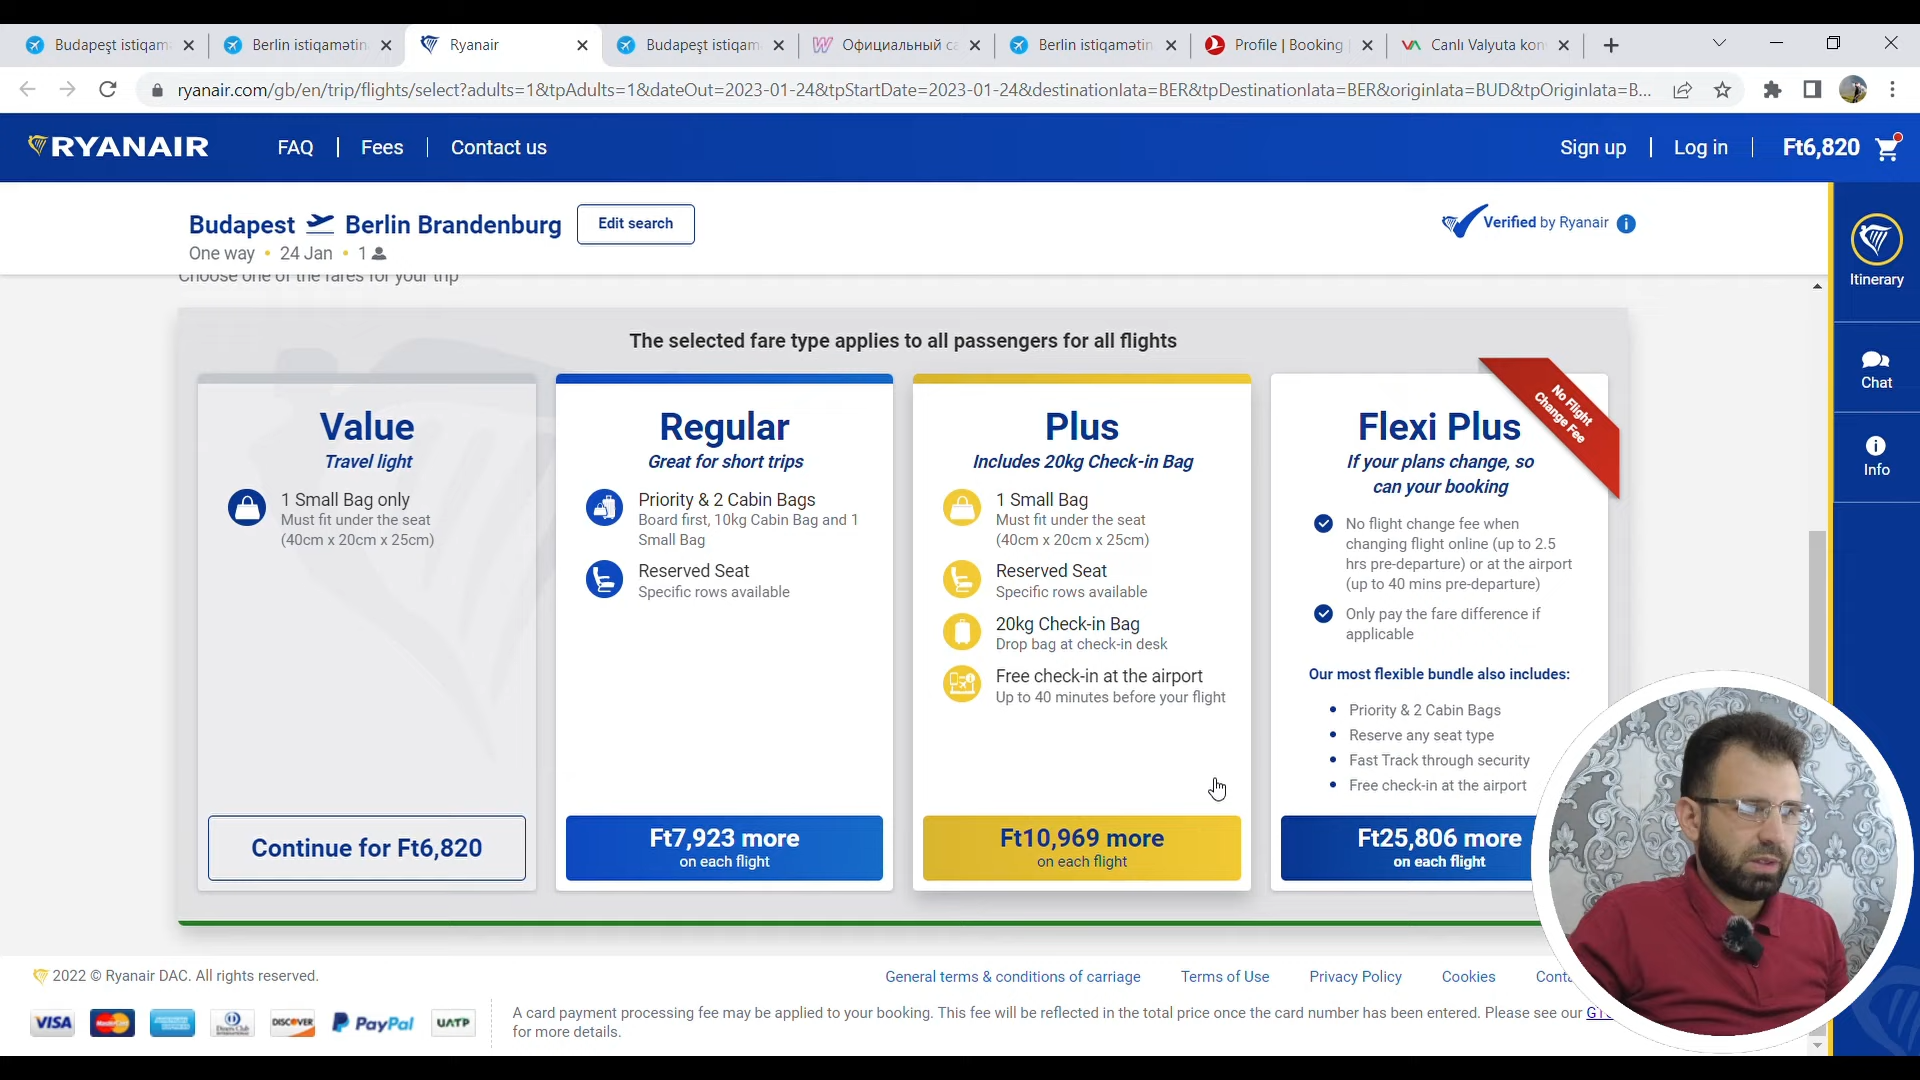 Budapeşt istiqam
Berlin istiqamətin
Ryanair
Budapeşt istiqam
Официальный са
Berlin istiqamətin
Profile | Booking
Canlı Valyuta kon
ryanair.com/gb/en/trip/flights/select?adults=1&tpAdults=1&dateOut=2023-01-24&tpStartDate=2023-01-24&destinationIata=BER&tpDestinationIata=BER&originIata=BUD&tpOriginIata=B...
RYANAIR
FAQ
Fees
Contact us
Sign up
Log in
Ft6,820
Budapest Berlin Brandenburg
Edit search
One way • 24 Jan • 1
Verified by Ryanair
Itinerary
Chat
Info
Choose one of the fares for your trip
The selected fare type applies to all passengers for all flights
Value
Travel light
1 Small Bag only
Must fit under the seat
(40cm x 20cm x 25cm)
Continue for Ft6,820
Regular
Great for short trips
Priority & 2 Cabin Bags
Board first, 10kg Cabin Bag and 1
Small Bag
Reserved Seat
Specific rows available
Ft7,923 more
on each flight
Plus
Includes 20kg Check-in Bag
1 Small Bag
Must fit under the seat
(40cm x 20cm x 25cm)
Reserved Seat
Specific rows available
20kg Check-in Bag
Drop bag at check-in desk
Free check-in at the airport
Up to 40 minutes before your flight
Ft10,969 more
on each flight
No Flight
Change Fee
Flexi Plus
If your plans change, so
can your booking
No flight change fee when
changing flight online (up to 2.5
hrs pre-departure) or at the airport
(up to 40 mins pre-departure)
Only pay the fare difference if
applicable
Our most flexible bundle also includes:
• Priority & 2 Cabin Bags
• Reserve any seat type
• Fast Track through security
• Free check-in at the airport
Ft25,806 more
on each flight
2022 © Ryanair DAC. All rights reserved.
General terms & conditions of carriage
Terms of Use
Privacy Policy
Cookies
VISA
MasterCard
Diners Club
DISCOVER
PayPal
UATP
A card payment processing fee may be applied to your booking. This fee will be reflected in the total price once the card number has been entered. Please see our
for more details.